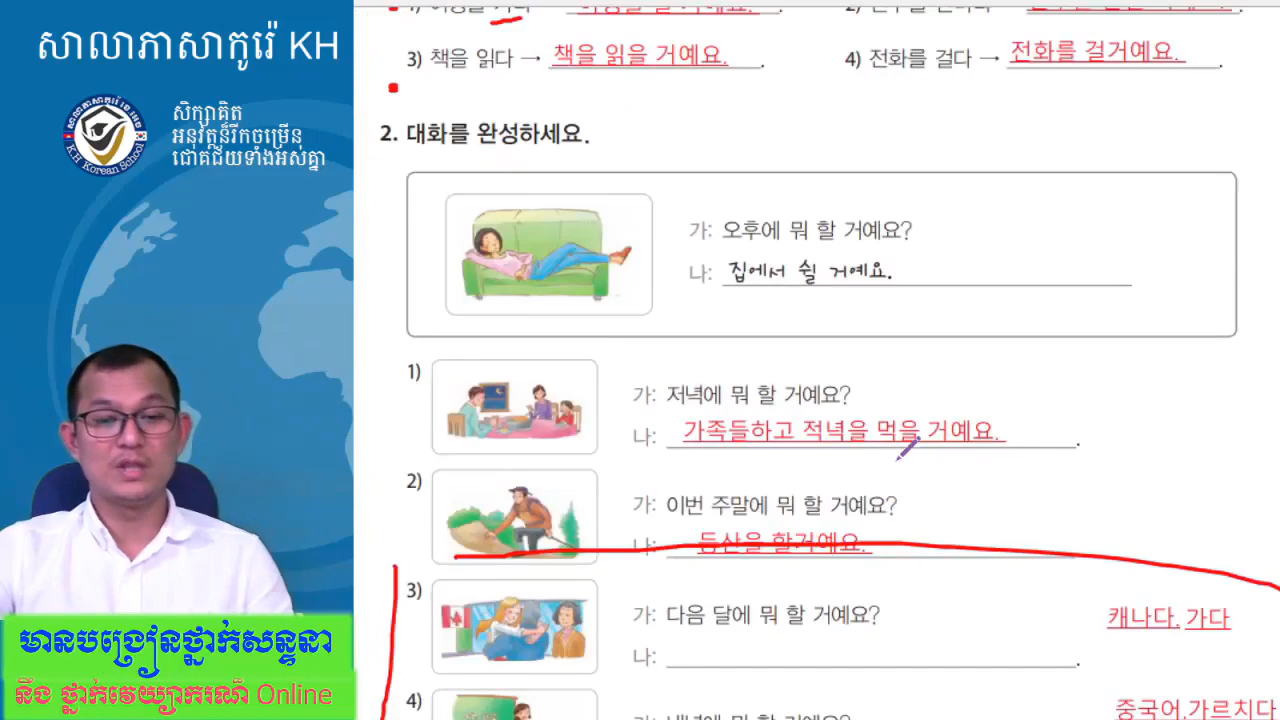 សាលាភាសាកូរ៉េ KH
សិក្សាគិត
អនុវត្តន៍រីកចម្រើន
ជោគជ័យទាំងអស់គ្នា
K.H Korean School
3) 책을 읽다 → 책을 읽을 거예요. .
4) 전화를 걸다 → 전화를 걸거예요. .
2. 대화를 완성하세요.
가: 오후에 뭐 할 거예요?
나: 집에서 쉴 거예요.
1)
가: 저녁에 뭐 할 거예요?
나: 가족들하고 적녁을 먹을 거예요. .
2)
가: 이번 주말에 뭐 할 거예요?
나: 등산을 할거예요.
3)
가: 다음 달에 뭐 할 거예요?
캐나다. 가다
나: .
4)
중국어 가르치다
មានបង្រៀនថ្នាក់សន្ទនា
និង ថ្នាក់វេយ្យាករណ៍ Online